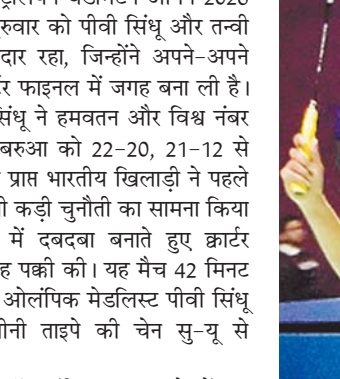 रुवार को पीवी सिंधू और तन्वी
दार रहा, जिन्होंने अपने-अपने
र्टर फाइनल में जगह बना ली है।
संधू ने हमवतन और विश्व नंबर
बरुआ को 22-20, 21-12 से
प्राप्त भारतीय खिलाड़ी ने पहले
ी कड़ी चुनौती का सामना किया
में दबदबा बनाते हुए क्वार्टर
ह पक्की की। यह मैच 42 मिनट
ओलंपिक मेडलिस्ट पीवी सिंधू
ीनी ताइपे की चेन सु-यू से